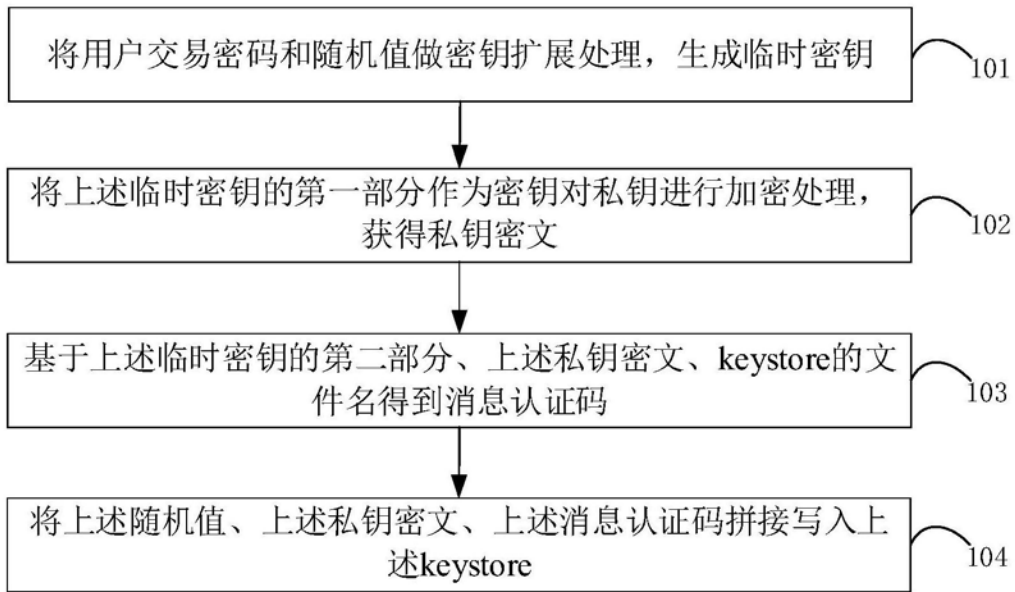 将用户交易密码和随机值做密钥扩展处理，生成临时密钥
101
将上述临时密钥的第一部分作为密钥对私钥进行加密处理，
获得私钥密文
102
基于上述临时密钥的第二部分、上述私钥密文、keystore的文
件名得到消息认证码
103
将上述随机值、上述私钥密文、上述消息认证码拼接写入上
述keystore
104